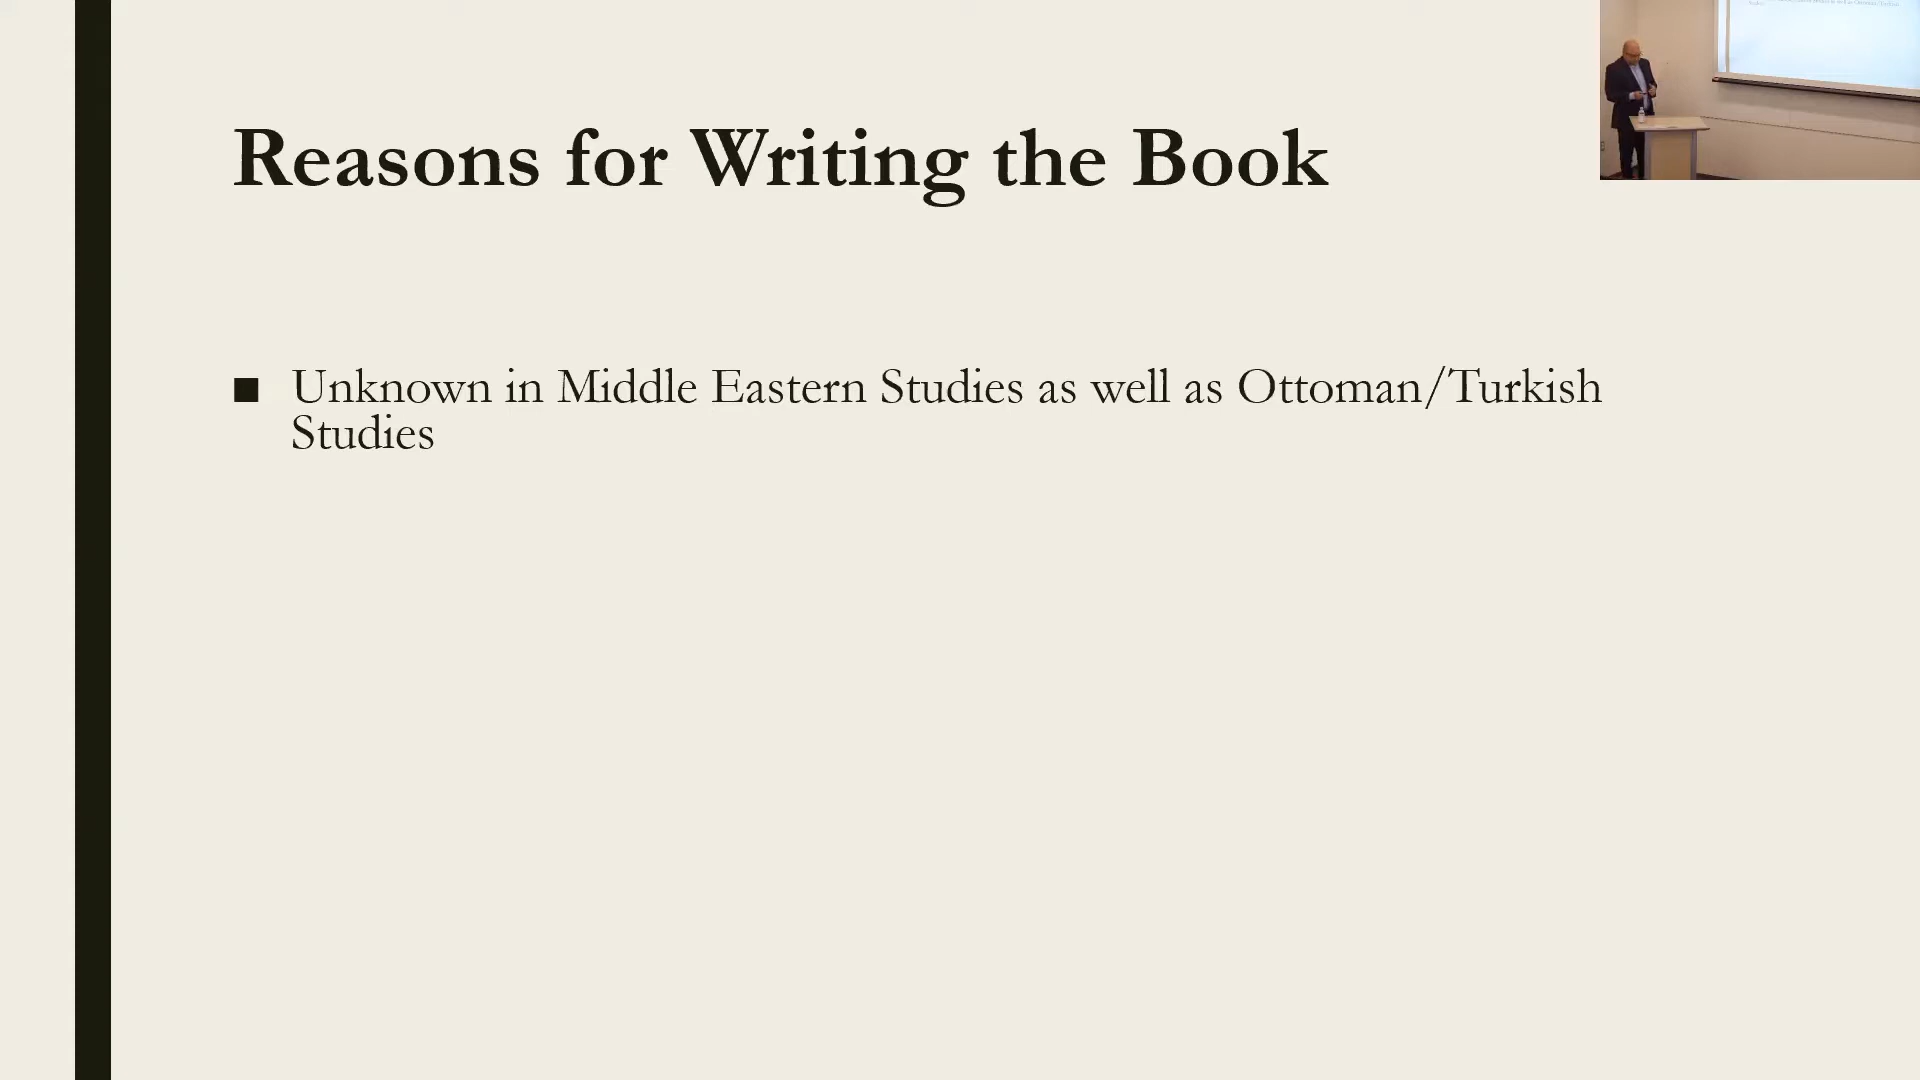 Reasons for Writing the Book
■ Unknown in Middle Eastern Studies as well as Ottoman/Turkish
Studies